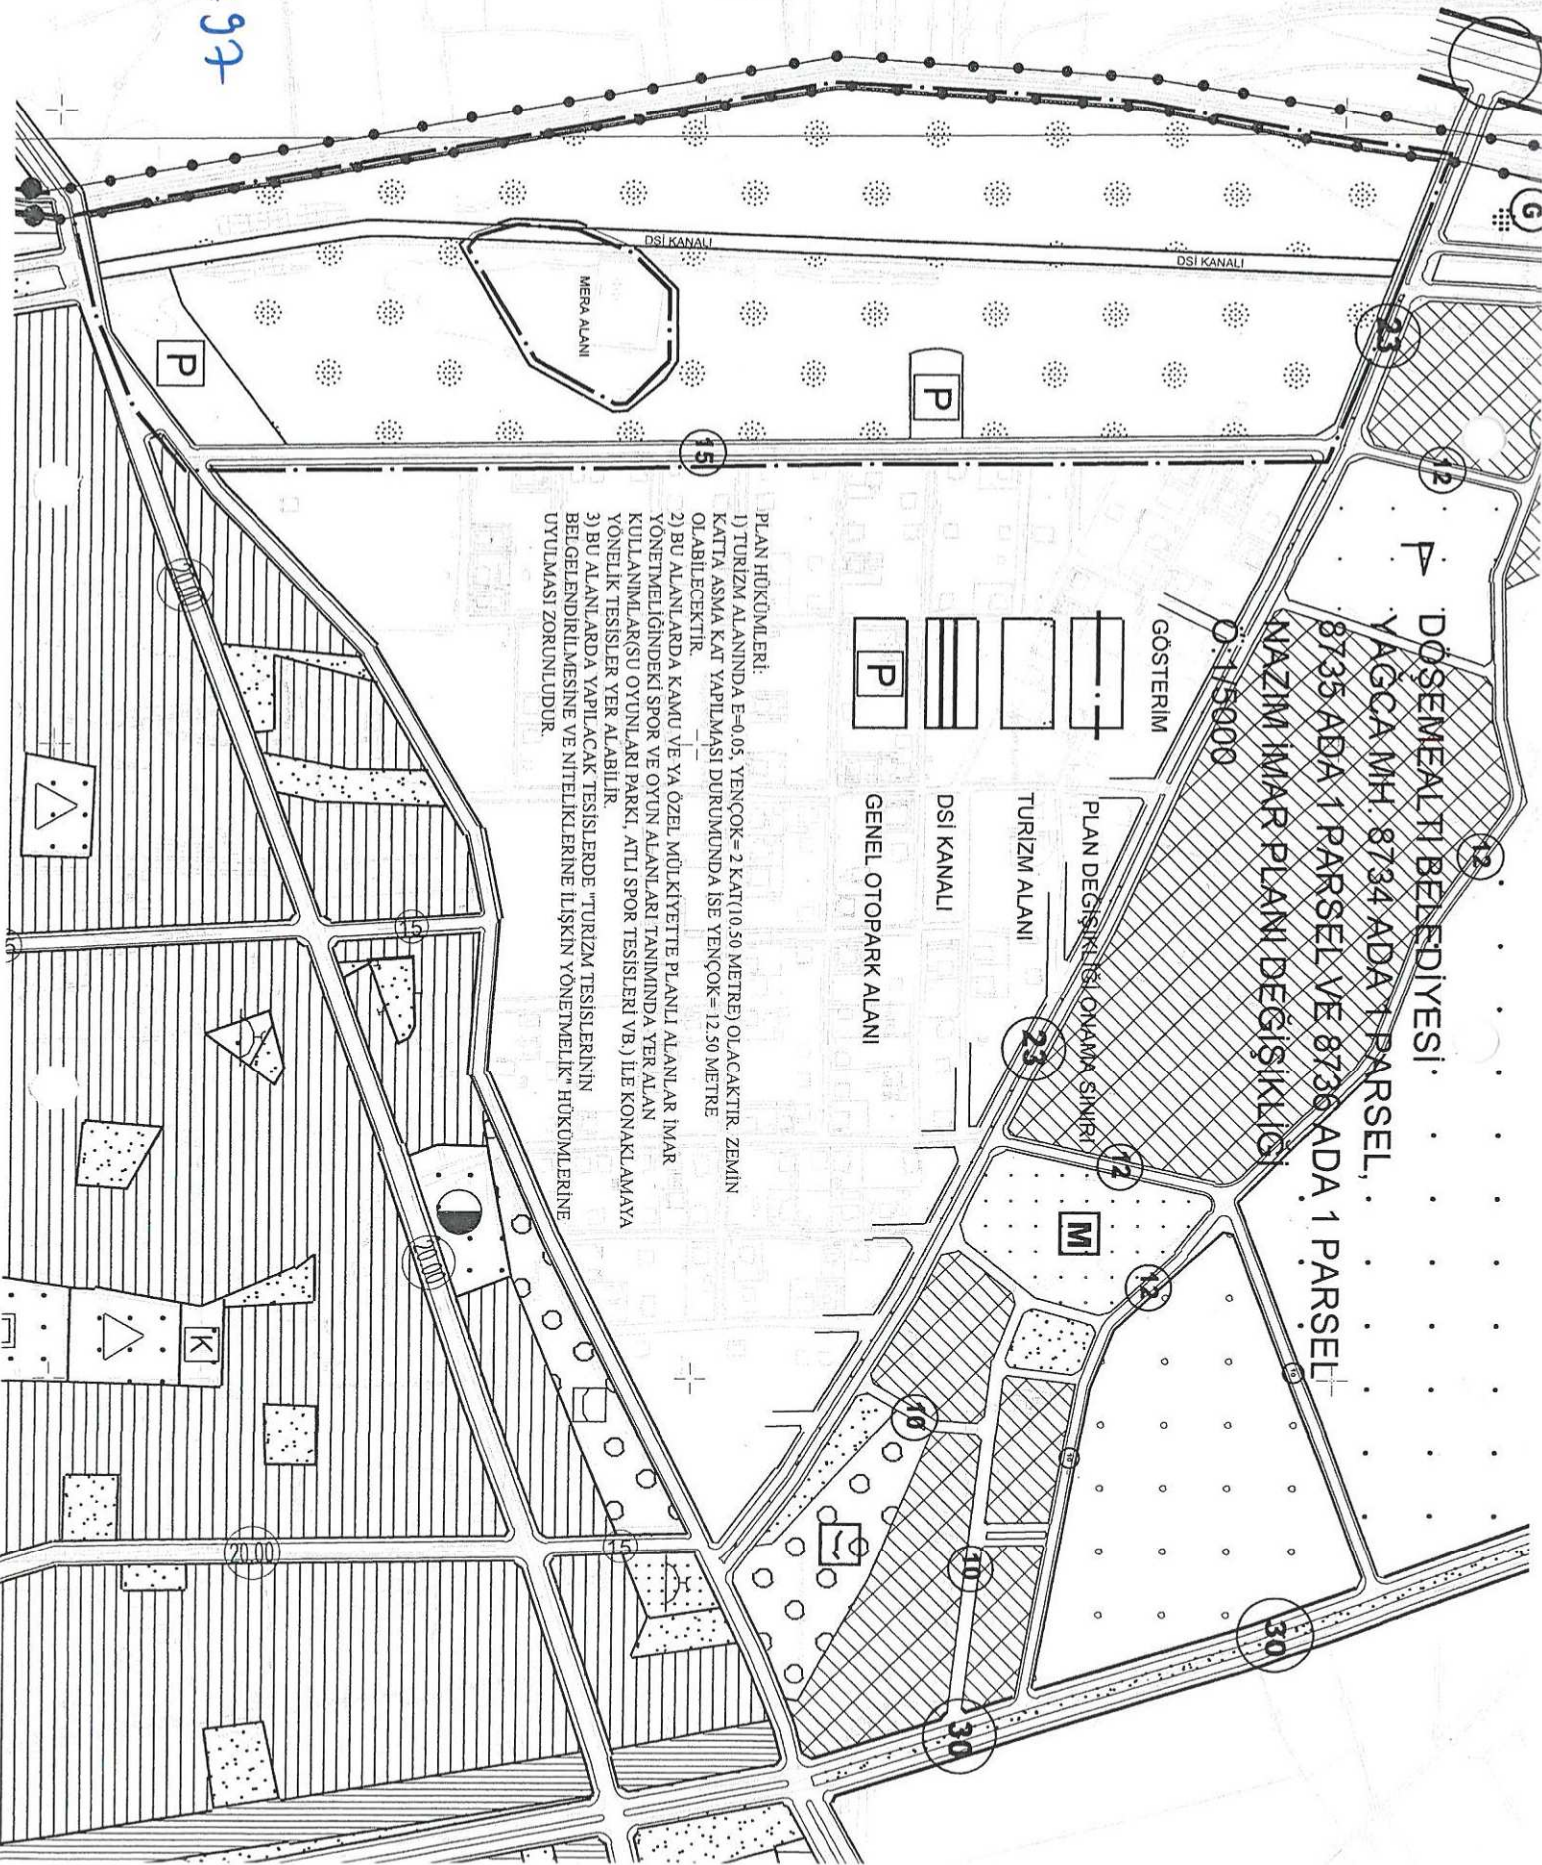 DÖŞEMEALTI BELEDİYESİ
YAĞCA MH. 8734 ADA 1 PARSEL,
8735 ADA 1 PARSEL VE 8736 ADA 1 PARSEL
NAZIM İMAR PLANI DEĞİŞİKLİĞİ
Ö: 1/5000
GÖSTERİM
PLAN DEĞİŞİKLİĞİ ONAMA SINIRI
TURİZM ALANI
DSİ KANALI
P
GENEL OTOPARK ALANI
PLAN HÜKÜMLERİ:
1) TURİZM ALANINDA E=0.05, YENÇOK= 2 KAT(10.50 METRE) OLACAKTIR. ZEMİN
KATTA ASMA KAT YAPILMASI DURUMUNDA İSE YENÇOK= 12.50 METRE
OLABİLECEKTİR.
2) BU ALANLARDA KAMU VE YA ÖZEL MÜLKİYETTE PLANLI ALANLAR İMAR
YÖNETMELİĞİNDEKİ SPOR VE OYUN ALANLARI TANIMINDA YER ALAN
KULLANIMLAR(SU OYUNLARI PARKI, ATLI SPOR TESİSLERİ VB.) İLE KONAKLAMAYA
YÖNELİK TESİSLER YER ALABİLİR.
3) BU ALANLARDA YAPILACAK TESİSLERDE "TURİZM TESİSLERİNİN
BELGELENDİRİLMESİNE VE NİTELİKLERİNE İLİŞKİN YÖNETMELİK" HÜKÜMLERİNE
UYULMASI ZORUNLUDUR.
DSİ KANALI
DSİ KANALI
MERA ALANI
P
P
G
23
12
12
15
23
12
M
12
10
10
10
10
30
30
20.00
15
20.00
K
20.00
15
97